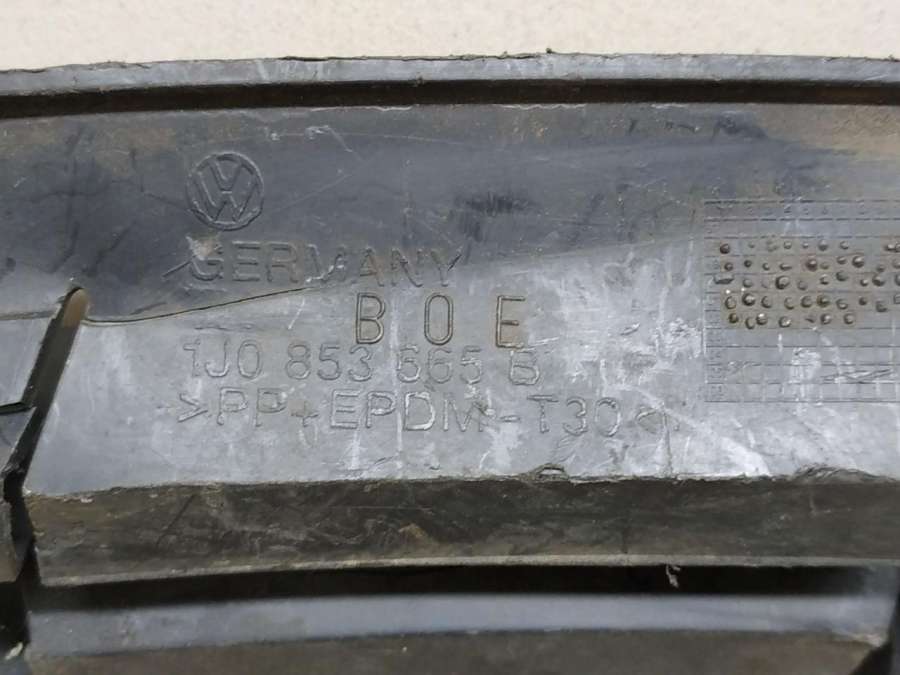 GERMANY
B O E
1J0 853 665 B
>PP+EPDM-T30<